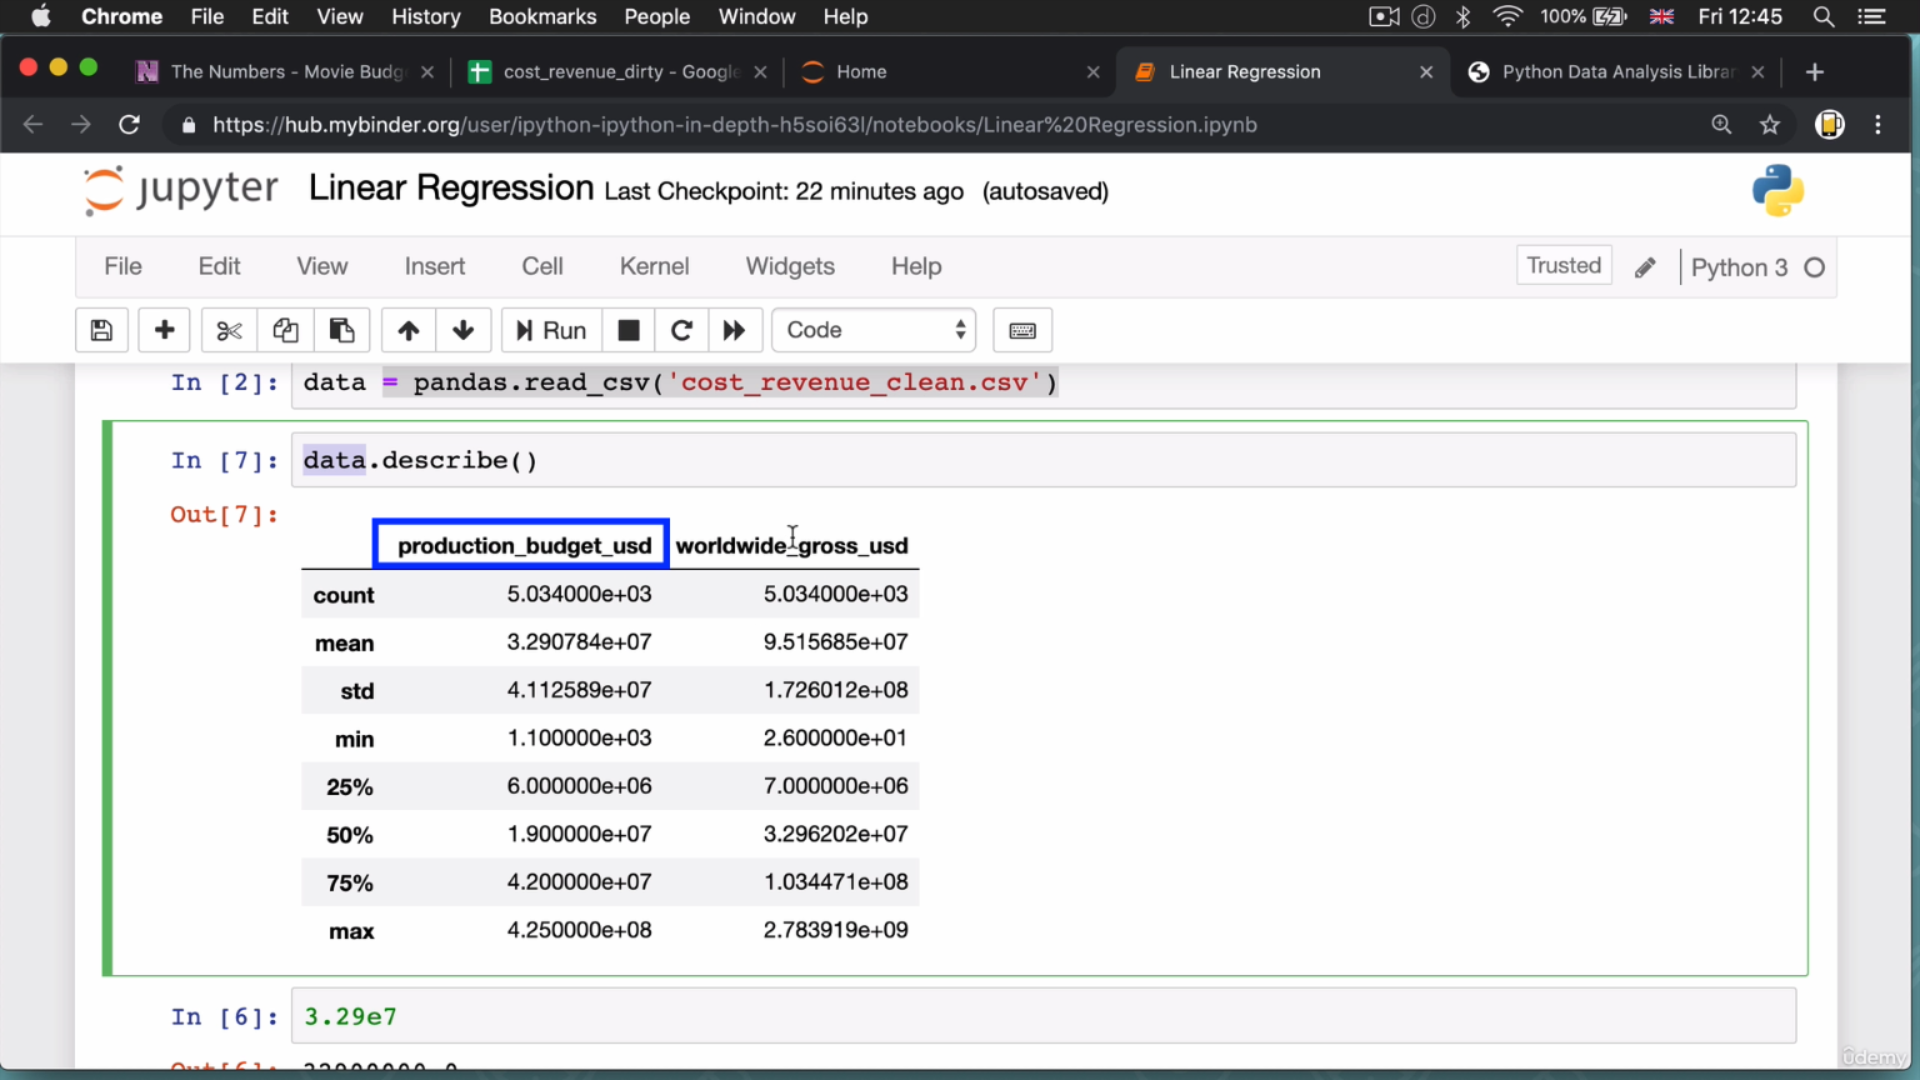 Chrome File Edit View History Bookmarks People Window Help 100% Fri 12:45
The Numbers - Movie Budg cost_revenue_dirty - Google Home Linear Regression Python Data Analysis Librar
https://hub.mybinder.org/user/ipython-ipython-in-depth-h5soi63l/notebooks/Linear%20Regression.ipynb
jupyter Linear Regression Last Checkpoint: 22 minutes ago (autosaved)
File Edit View Insert Cell Kernel Widgets Help Trusted Python 3
Run Code
In [2]: data = pandas.read_csv('cost_revenue_clean.csv')
In [7]: data.describe()
Out[7]:
production_budget_usd worldwide_gross_usd
count 5.034000e+03 5.034000e+03
mean 3.290784e+07 9.515685e+07
std 4.112589e+07 1.726012e+08
min 1.100000e+03 2.600000e+01
25% 6.000000e+06 7.000000e+06
50% 1.900000e+07 3.296202e+07
75% 4.200000e+07 1.034471e+08
max 4.250000e+08 2.783919e+09
In [6]: 3.29e7
Out[6]: 32900000.0
ûdemy